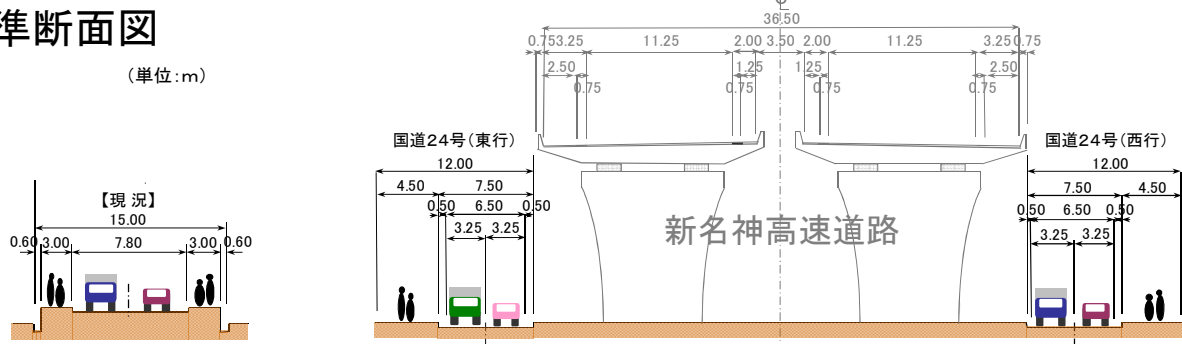 準断面図
(単位:m)
【現 況】
15.00
0.60 3.00 7.80 3.00 0.60
℄
36.50
0.75 3.25 11.25 2.00 3.50 2.00 11.25 3.25 0.75
2.50 1.25 1.25 2.50
0.75 0.75 0.75 0.75
国道24号(東行) 国道24号(西行)
12.00 12.00
4.50 7.50 7.50 4.50
0.50 6.50 0.50 0.50 6.50 0.50
3.25 3.25 3.25 3.25
新名神高速道路